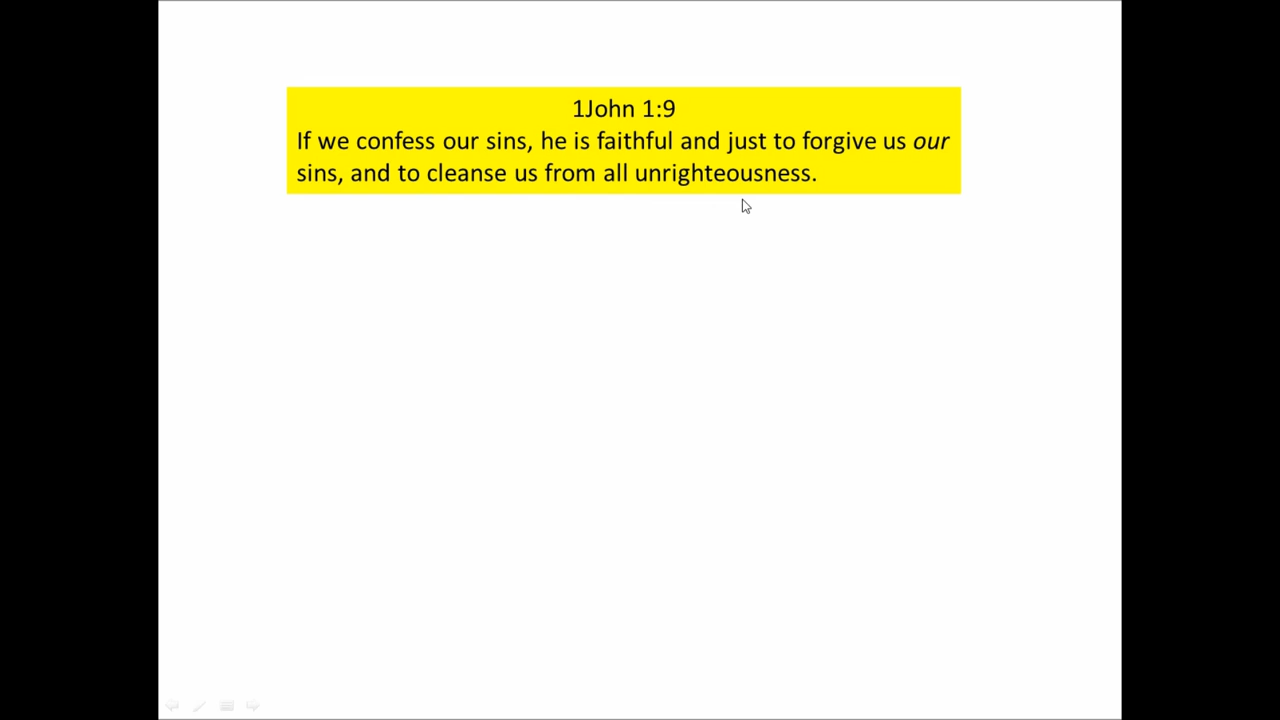 1John 1:9
If we confess our sins, he is faithful and just to forgive us our
sins, and to cleanse us from all unrighteousness.